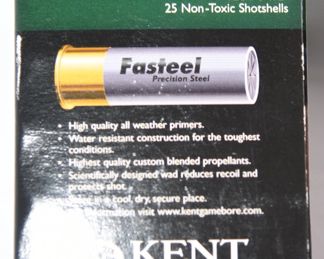 25 Non-Toxic Shotshells
Fasteel
Precision Steel
• High quality all weather primers.
• Water resistant construction for the toughest
conditions.
• Highest quality custom blended propellants.
• Scientifically designed wad reduces recoil and
protects shot.
in a cool, dry, secure place.
information visit www.kentgamebore.com
KENT